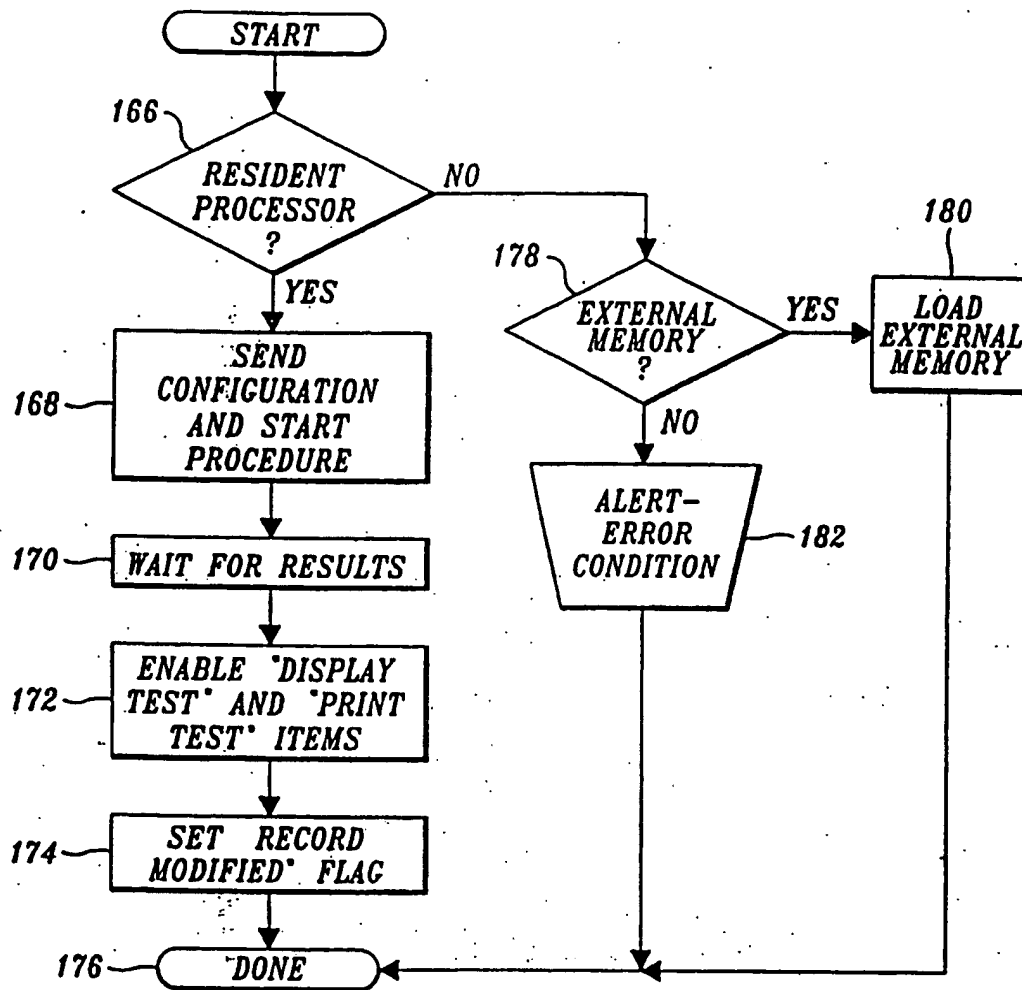 START
166
RESIDENT
PROCESSOR
?
NO
YES
178
EXTERNAL
MEMORY
?
YES
180
LOAD
EXTERNAL
MEMORY
168
SEND
CONFIGURATION
AND START
PROCEDURE
NO
ALERT-
ERROR
CONDITION
182
170
WAIT FOR RESULTS
172
ENABLE "DISPLAY
TEST" AND "PRINT
TEST" ITEMS
174
SET RECORD
MODIFIED" FLAG
176
DONE